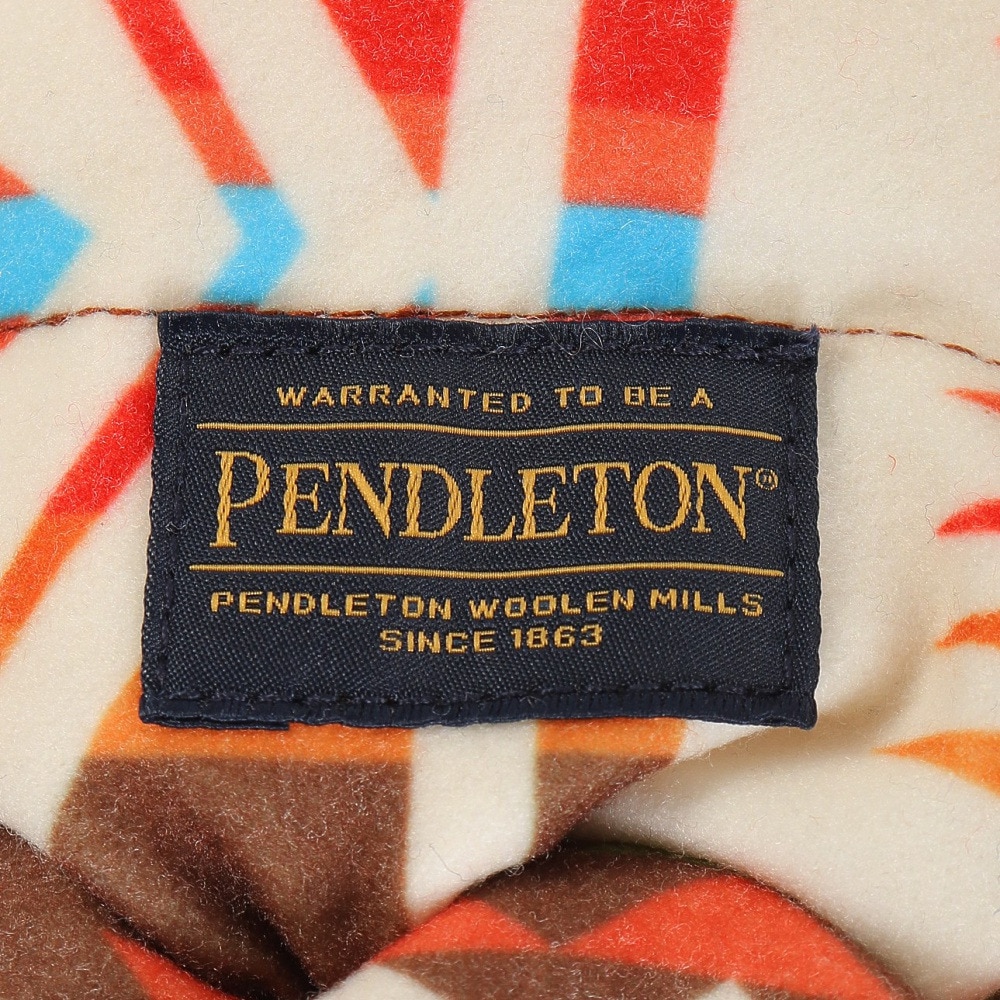 WARRANTED TO BE A
PENDLETON®
PENDLETON WOOLEN MILLS
SINCE 1863